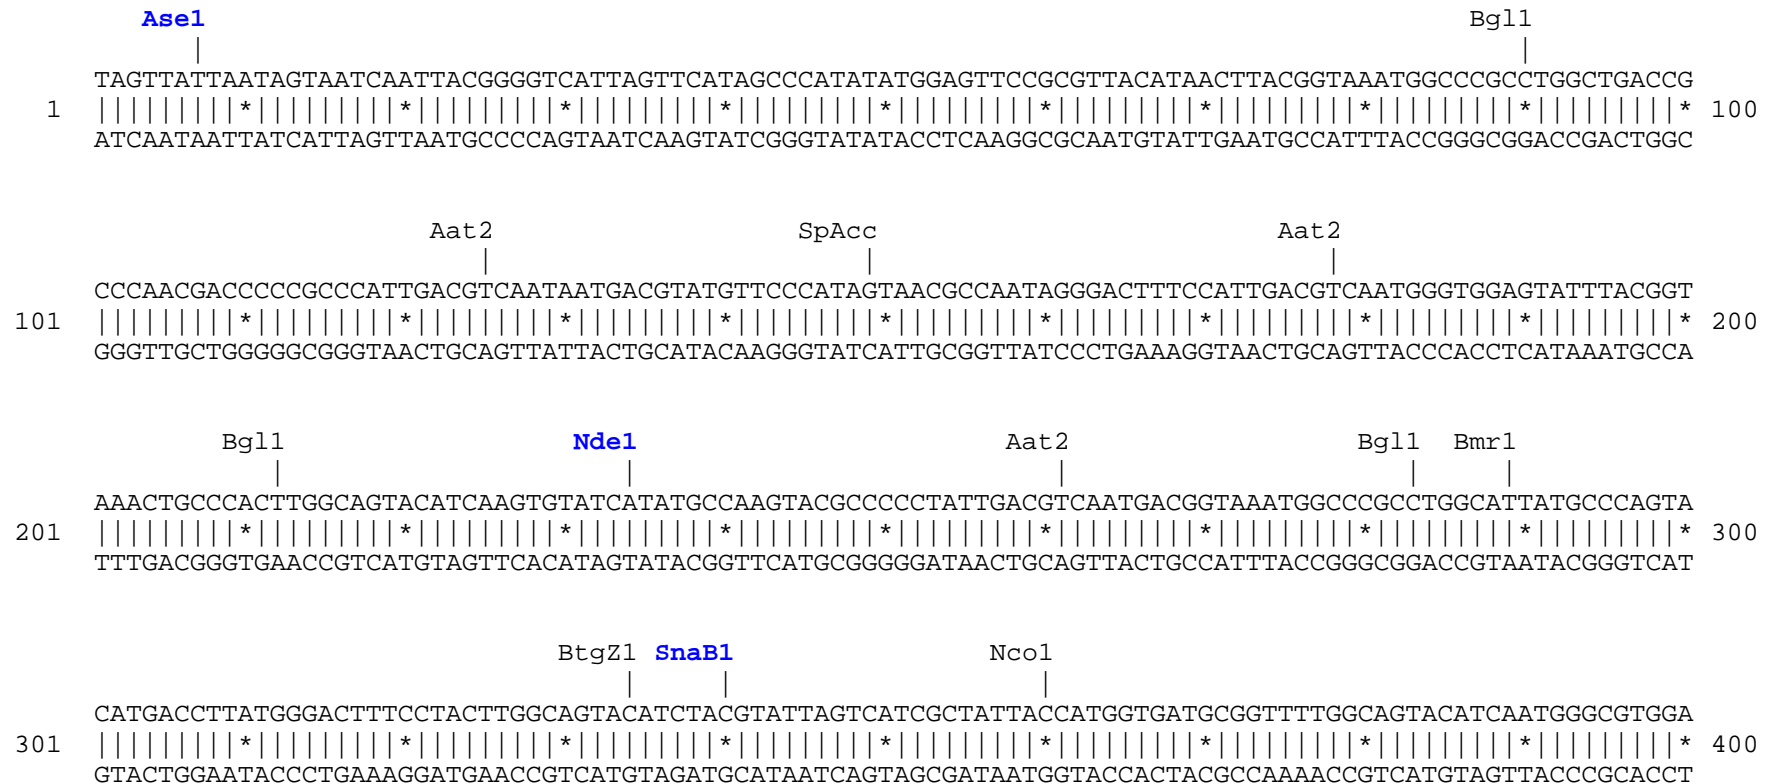 Ase1 Bgl1
| |
TAGTTATTAATAGTAATCAATTACGGGGTCATTAGTTCATAGCCCATATATGGAGTTCCGCGTTACATAACTTACGGTAAATGGCCCGCCTGGCTGACCG
1 |||||||||*|||||||||*|||||||||*|||||||||*|||||||||*|||||||||*|||||||||*|||||||||*|||||||||*|||||||||* 100
ATCAATAATTATCATTAGTTAATGCCCCAGTAATCAAGTATCGGGTATATACCTCAAGGCGCAATGTATTGAATGCCATTTACCGGGCGGACCGACTGGC
Aat2 SpAcc Aat2
| | |
CCCAACGACCCCCGCCCATTGACGTCAATAATGACGTATGTTCCCATAGTAACGCCAATAGGGACTTTCCATTGACGTCAATGGGTGGAGTATTTACGGT
101 |||||||||*|||||||||*|||||||||*|||||||||*|||||||||*|||||||||*|||||||||*|||||||||*|||||||||*|||||||||* 200
GGGTTGCTGGGGGCGGGTAACTGCAGTTATTACTGCATACAAGGGTATCATTGCGGTTATCCCTGAAAGGTAACTGCAGTTACCCACCTCATAAATGCCA
Bgl1 Nde1 Aat2 Bgl1 Bmr1
| | | | |
AAACTGCCCACTTGGCAGTACATCAAGTGTATCATATGCCAAGTACGCCCCCTATTGACGTCAATGACGGTAAATGGCCCGCCTGGCATTATGCCCAGTA
201 |||||||||*|||||||||*|||||||||*|||||||||*|||||||||*|||||||||*|||||||||*|||||||||*|||||||||*|||||||||* 300
TTTGACGGGTGAACCGTCATGTAGTTCACATAGTATACGGTTCATGCGGGGGATAACTGCAGTTACTGCCATTTACCGGGCGGACCGTAATACGGGTCAT
BtgZ1 SnaB1 Nco1
| | |
CATGACCTTATGGGACTTTCCTACTTGGCAGTACATCTACGTATTAGTCATCGCTATTACCATGGTGATGCGGTTTTGGCAGTACATCAATGGGCGTGGA
301 |||||||||*|||||||||*|||||||||*|||||||||*|||||||||*|||||||||*|||||||||*|||||||||*|||||||||*|||||||||* 400
GTACTGGAATACCCTGAAAGGATGAACCGTCATGTAGATGCATAATCAGTAGCGATAATGGTACCACTACGCCAAAACCGTCATGTAGTTACCCGCACCT